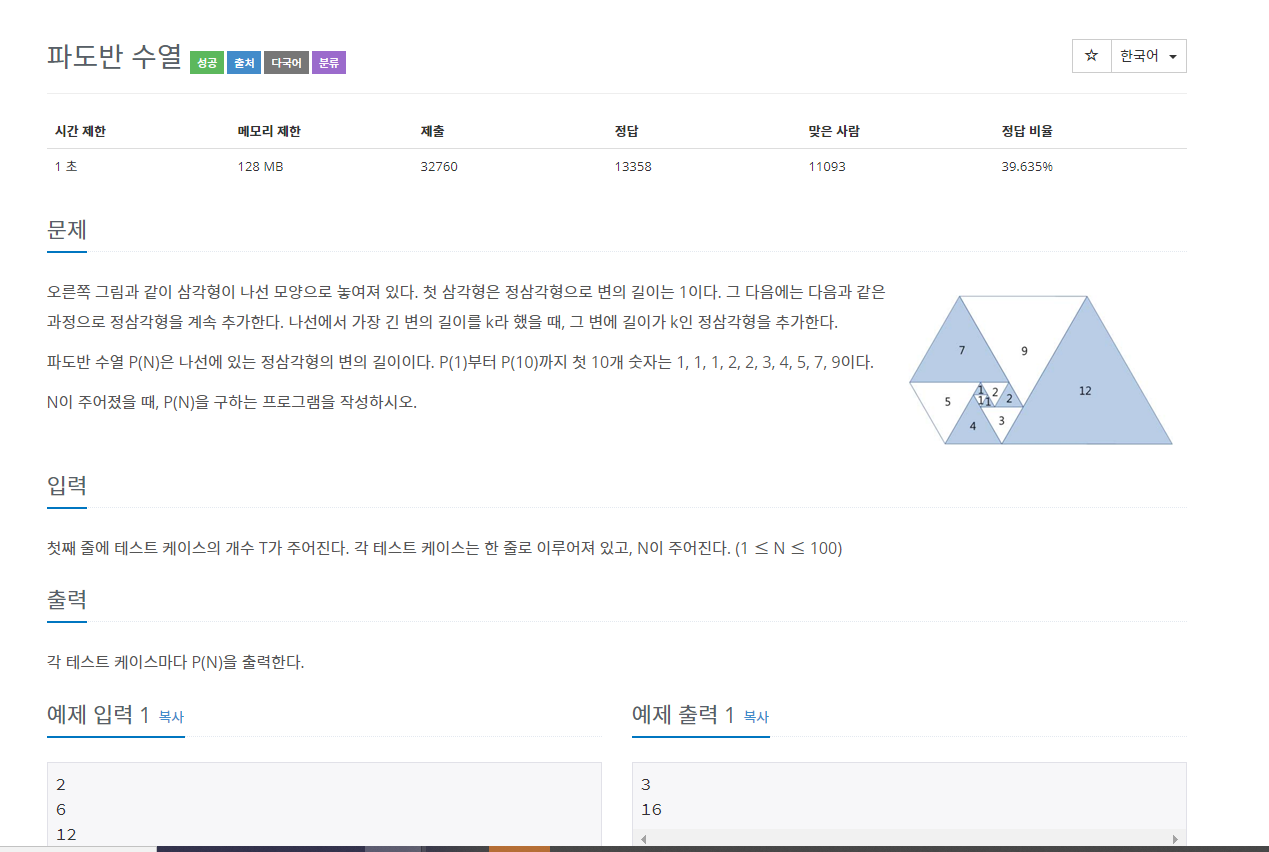 파도반 수열 성공 출처 다국어 분류
☆ 한국어
시간 제한 메모리 제한 제출 정답 맞은 사람 정답 비율
1 초 128 MB 32760 13358 11093 39.635%
문제
오른쪽 그림과 같이 삼각형이 나선 모양으로 놓여져 있다. 첫 삼각형은 정삼각형으로 변의 길이는 1이다. 그 다음에는 다음과 같은
과정으로 정삼각형을 계속 추가한다. 나선에서 가장 긴 변의 길이를 k라 했을 때, 그 변에 길이가 k인 정삼각형을 추가한다.
파도반 수열 P(N)은 나선에 있는 정삼각형의 변의 길이이다. P(1)부터 P(10)까지 첫 10개 숫자는 1, 1, 1, 2, 2, 3, 4, 5, 7, 9이다.
N이 주어졌을 때, P(N)을 구하는 프로그램을 작성하시오.
7 9
12
1 2
5 1 1 2
4 3
입력
첫째 줄에 테스트 케이스의 개수 T가 주어진다. 각 테스트 케이스는 한 줄로 이루어져 있고, N이 주어진다. (1 ≤ N ≤ 100)
출력
각 테스트 케이스마다 P(N)을 출력한다.
예제 입력 1 복사
2
6
12
예제 출력 1 복사
3
16